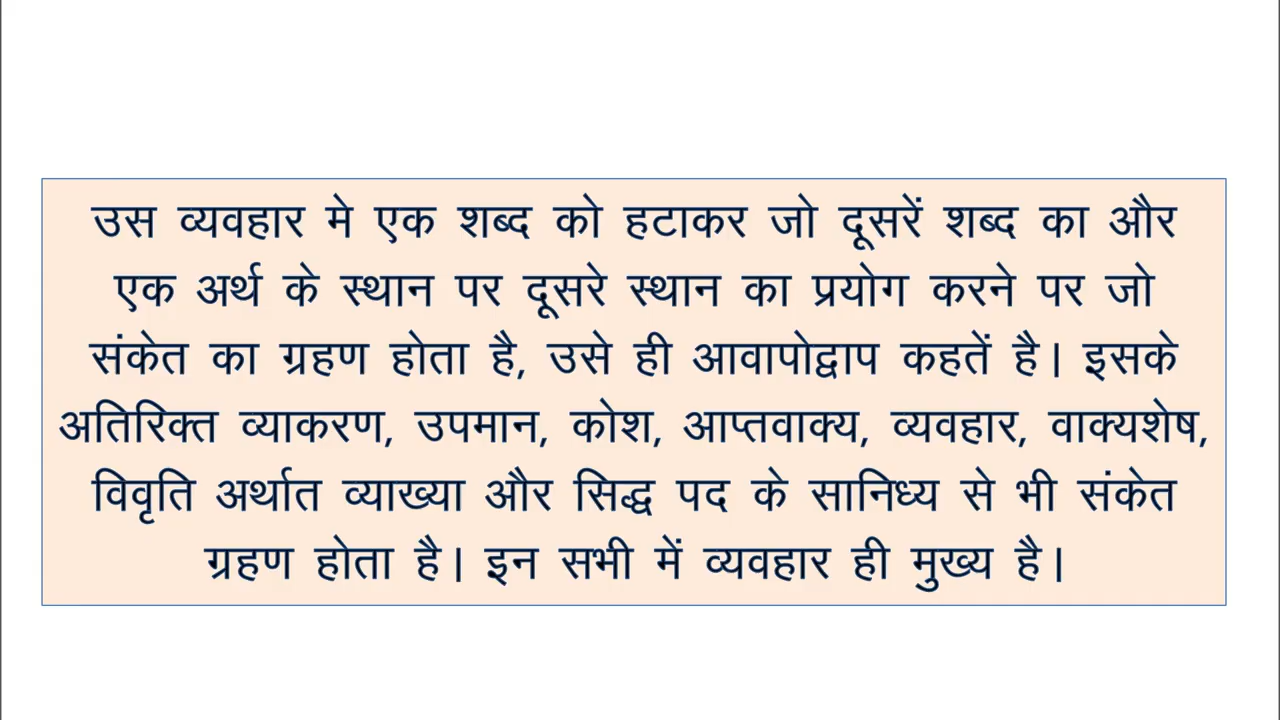 उस व्यवहार मे एक शब्द को हटाकर जो दूसरें शब्द का और
एक अर्थ के स्थान पर दूसरे स्थान का प्रयोग करने पर जो
संकेत का ग्रहण होता है, उसे ही आवापोद्वाप कहतें है। इसके
अतिरिक्त व्याकरण, उपमान, कोश, आप्तवाक्य, व्यवहार, वाक्यशेष,
विवृति अर्थात व्याख्या और सिद्ध पद के सानिध्य से भी संकेत
ग्रहण होता है। इन सभी में व्यवहार ही मुख्य है।